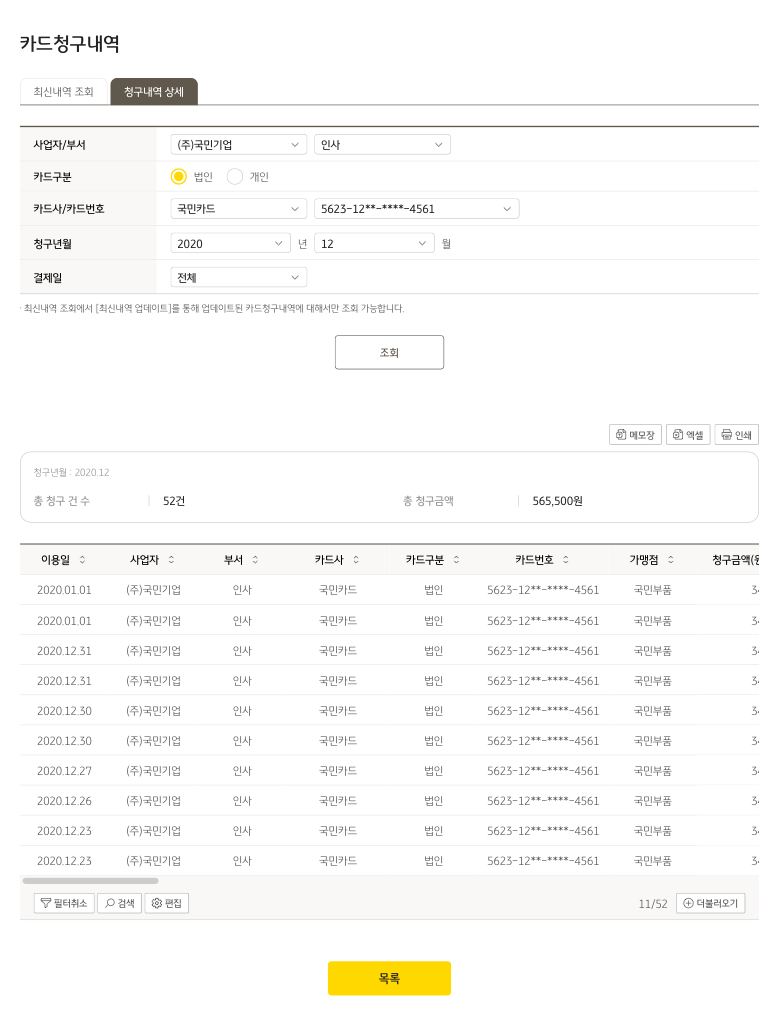 카드청구내역
최신내역 조회 청구내역 상세
사업자/부서 (주)국민기업 인사
카드구분 법인 개인
카드사/카드번호 국민카드 5623-12**-****-4561
청구년월 2020 년 12 월
결제일 전체
· 최신내역 조회에서 [최신내역 업데이트]를 통해 업데이트된 카드청구내역에 대해서만 조회 가능합니다.
조회
메모장 엑셀 인쇄
청구년월 : 2020.12
총 청구 건 수 52건 총 청구금액 565,500원
이용일 사업자 부서 카드사 카드구분 카드번호 가맹점 청구금액(원
2020.01.01 (주)국민기업 인사 국민카드 법인 5623-12**-****-4561 국민부품 34
2020.01.01 (주)국민기업 인사 국민카드 법인 5623-12**-****-4561 국민부품 34
2020.12.31 (주)국민기업 인사 국민카드 법인 5623-12**-****-4561 국민부품 34
2020.12.31 (주)국민기업 인사 국민카드 법인 5623-12**-****-4561 국민부품 34
2020.12.30 (주)국민기업 인사 국민카드 법인 5623-12**-****-4561 국민부품 34
2020.12.30 (주)국민기업 인사 국민카드 법인 5623-12**-****-4561 국민부품 34
2020.12.27 (주)국민기업 인사 국민카드 법인 5623-12**-****-4561 국민부품 34
2020.12.26 (주)국민기업 인사 국민카드 법인 5623-12**-****-4561 국민부품 34
2020.12.23 (주)국민기업 인사 국민카드 법인 5623-12**-****-4561 국민부품 34
2020.12.23 (주)국민기업 인사 국민카드 법인 5623-12**-****-4561 국민부품 34
필터취소 검색 편집 11/52 더불러오기
목록